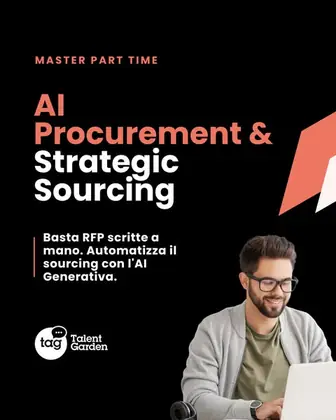 MASTER PART TIME
AI
Procurement &
Strategic
Sourcing
Basta RFP scritte a
mano. Automatizza il
sourcing con l'AI
Generativa.
tag
Talent
Garden